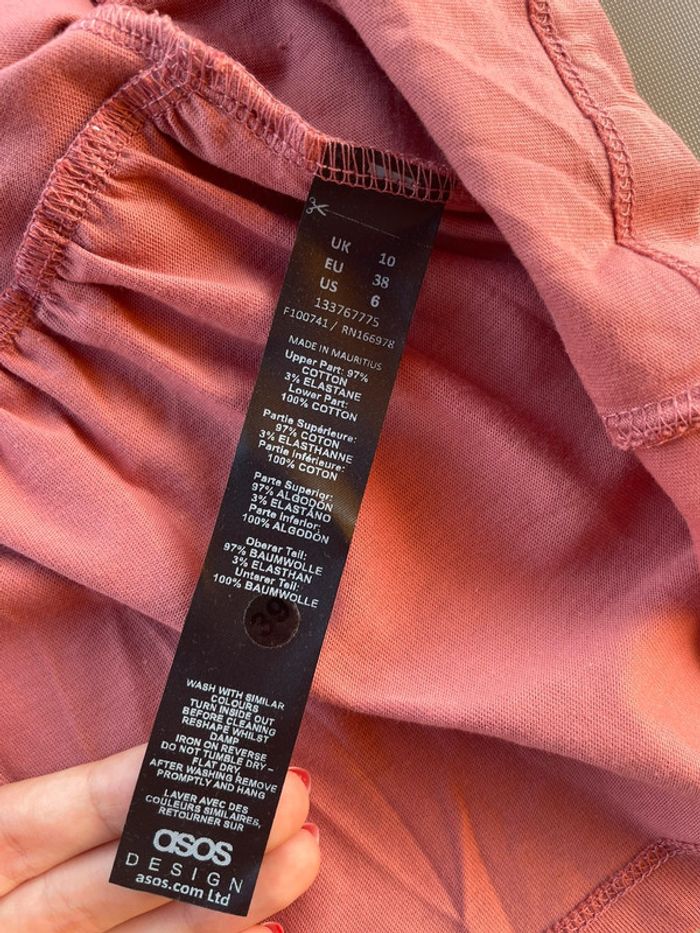 UK 10
EU 38
US 6
133767775
F100741 / RN166978
MADE IN MAURITIUS
Upper Part: 97%
COTTON
3% ELASTANE
Lower Part:
100% COTTON
Partie Supérieure:
97% COTON
3% ELASTHANNE
Partie inférieure:
100% COTON
Parte Superior:
97% ALGODÓN
3% ELASTANO
Parte Inferior:
100% ALGODÓN
Oberer Teil:
97% BAUMWOLLE
3% ELASTHAN
Unterer Teil:
100% BAUMWOLLE
39
WASH WITH SIMILAR
COLOURS
TURN INSIDE OUT
BEFORE CLEANING
RESHAPE WHILST
DAMP
IRON ON REVERSE
DO NOT TUMBLE DRY –
FLAT DRY,
AFTER WASHING REMOVE
PROMPTLY AND HANG
LAVER AVEC DES
COULEURS SIMILAIRES,
RETOURNER SUR
asos
DESIGN
asos.com Ltd